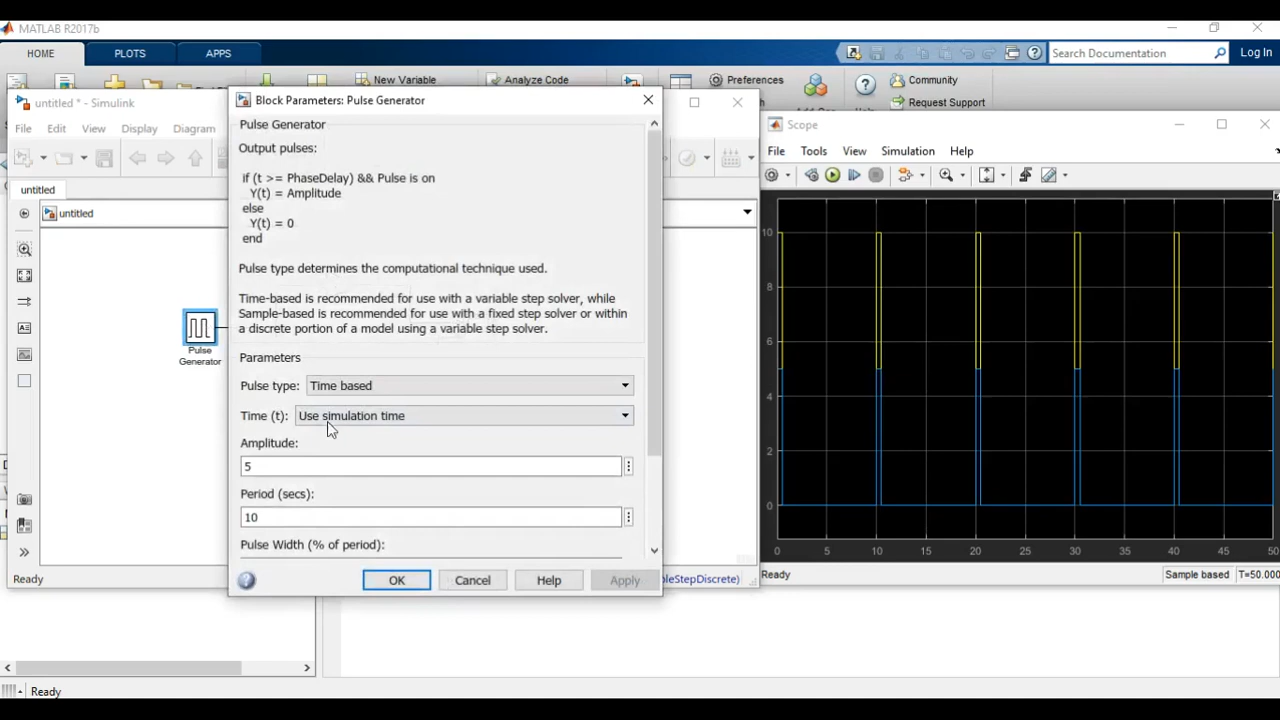 MATLAB R2017b
HOME
PLOTS
APPS
Search Documentation
Log In
New Variable
Analyze Code
Preferences
Community
Request Support
untitled * - Simulink
File Edit View Display Diagram
untitled
untitled
Pulse
Generator
Ready
Block Parameters: Pulse Generator
Pulse Generator
Output pulses:
if (t >= PhaseDelay) && Pulse is on
Y(t) = Amplitude
else
Y(t) = 0
end
Pulse type determines the computational technique used.
Time-based is recommended for use with a variable step solver, while
Sample-based is recommended for use with a fixed step solver or within
a discrete portion of a model using a variable step solver.
Parameters
Pulse type: Time based
Time (t): Use simulation time
Amplitude:
5
Period (secs):
10
Pulse Width (% of period):
OK Cancel Help Apply
bleStepDiscrete)
Scope
File Tools View Simulation Help
10
8
6
4
2
0
0 5 10 15 20 25 30 35 40 45 50
Ready
Sample based T=50.000
Ready